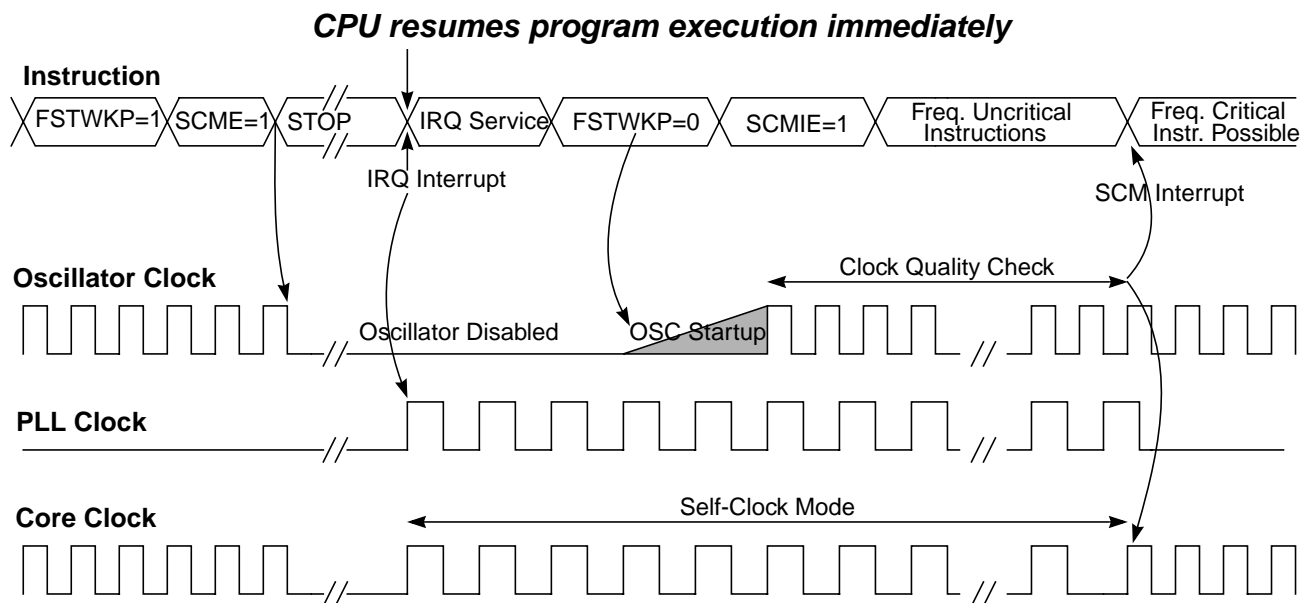 CPU resumes program execution immediately
Instruction
FSTWKP=1 SCME=1 STOP IRQ Service FSTWKP=0 SCMIE=1 Freq. Uncritical Instructions Freq. Critical Instr. Possible
IRQ Interrupt
SCM Interrupt
Oscillator Clock
Clock Quality Check
Oscillator Disabled
OSC Startup
PLL Clock
Core Clock
Self-Clock Mode